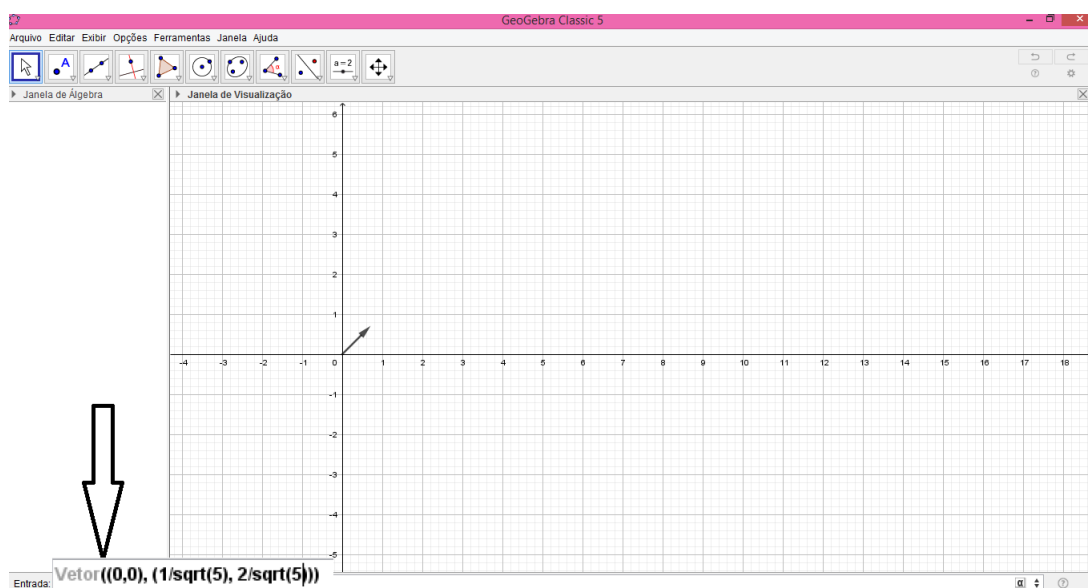 GeoGebra Classic 5
Arquivo Editar Exibir Opções Ferramentas Janela Ajuda
A
α
a=2
Janela de Álgebra
Janela de Visualização
6
5
4
3
2
1
-4 -3 -2 -1 0 1 2 3 4 5 6 7 8 9 10 11 12 13 14 15 16 17 18
-1
-2
-3
-4
-5
Entrada: Vetor((0,0), (1/sqrt(5), 2/sqrt(5)))
α